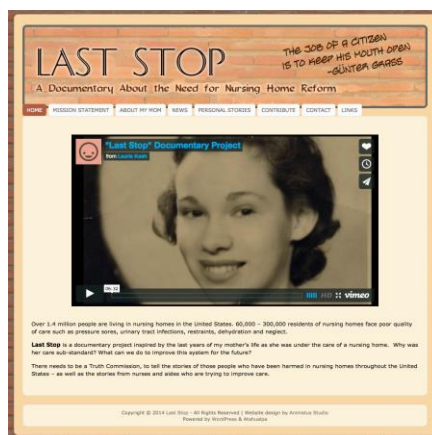 LAST STOP
A Documentary About the Need for Nursing Home Reform
THE JOB OF A CITIZEN
IS TO KEEP HIS MOUTH OPEN
-GÜNTER GRASS
HOME MISSION STATEMENT ABOUT MY MOM NEWS PERSONAL STORIES CONTRIBUTE CONTACT LINKS
"Last Stop" Documentary Project
from
06:32
HD vimeo
Over 1.4 million people are living in nursing homes in the United States. 60,000 – 300,000 residents of nursing homes face poor quality
of care such as pressure sores, urinary tract infections, restraints, dehydration and neglect.
Last Stop is a documentary project inspired by the last years of my mother's life as she was under the care of a nursing home. Why was
her care sub-standard? What can we do to improve this system for the future?
There needs to be a Truth Commission, to tell the stories of those people who have been harmed in nursing homes throughout the United
States – as well as the stories from nurses and aides who are trying to improve care.
Copyright © 2014 Last Stop - All Rights Reserved | Website design by Studio
Powered by WordPress &